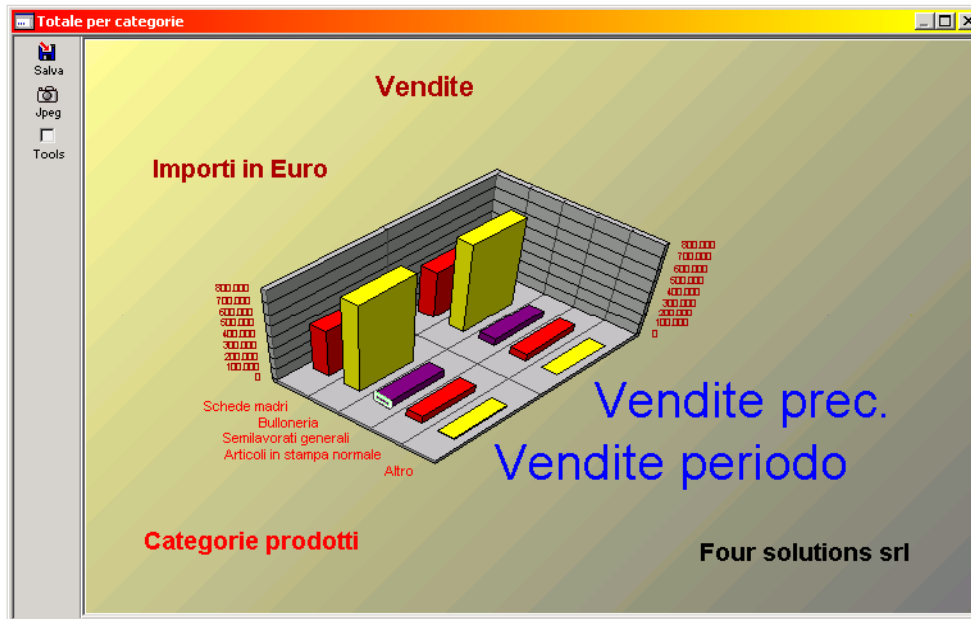 Totale per categorie
Salva
Jpeg
Tools
Vendite
Importi in Euro
800.000
700.000
600.000
500.000
400.000
300.000
200.000
100.000
0
800.000
700.000
600.000
500.000
400.000
300.000
200.000
100.000
0
Schede madri
Bulloneria
Semilavorati generali
Articoli in stampa normale
Altro
Vendite prec.
Vendite periodo
Categorie prodotti
Four solutions srl